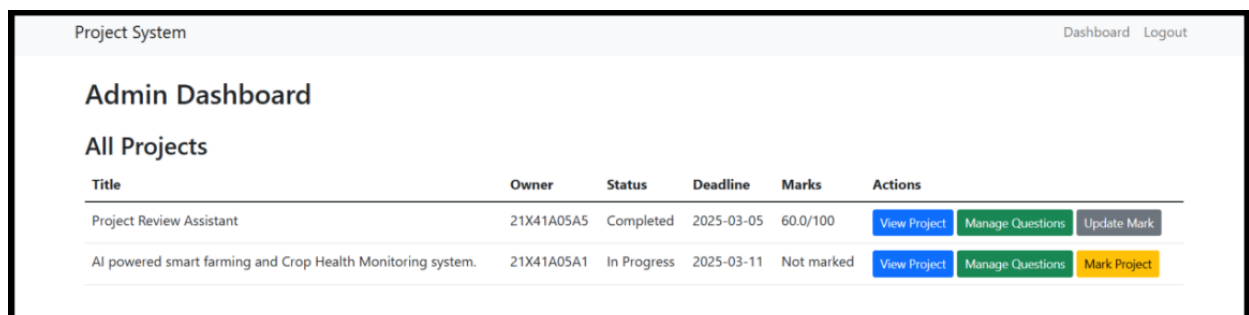 Project System Dashboard Logout
Admin Dashboard
All Projects
Title Owner Status Deadline Marks Actions
Project Review Assistant 21X41A05A5 Completed 2025-03-05 60.0/100 View Project Manage Questions Update Mark
AI powered smart farming and Crop Health Monitoring system. 21X41A05A1 In Progress 2025-03-11 Not marked View Project Manage Questions Mark Project